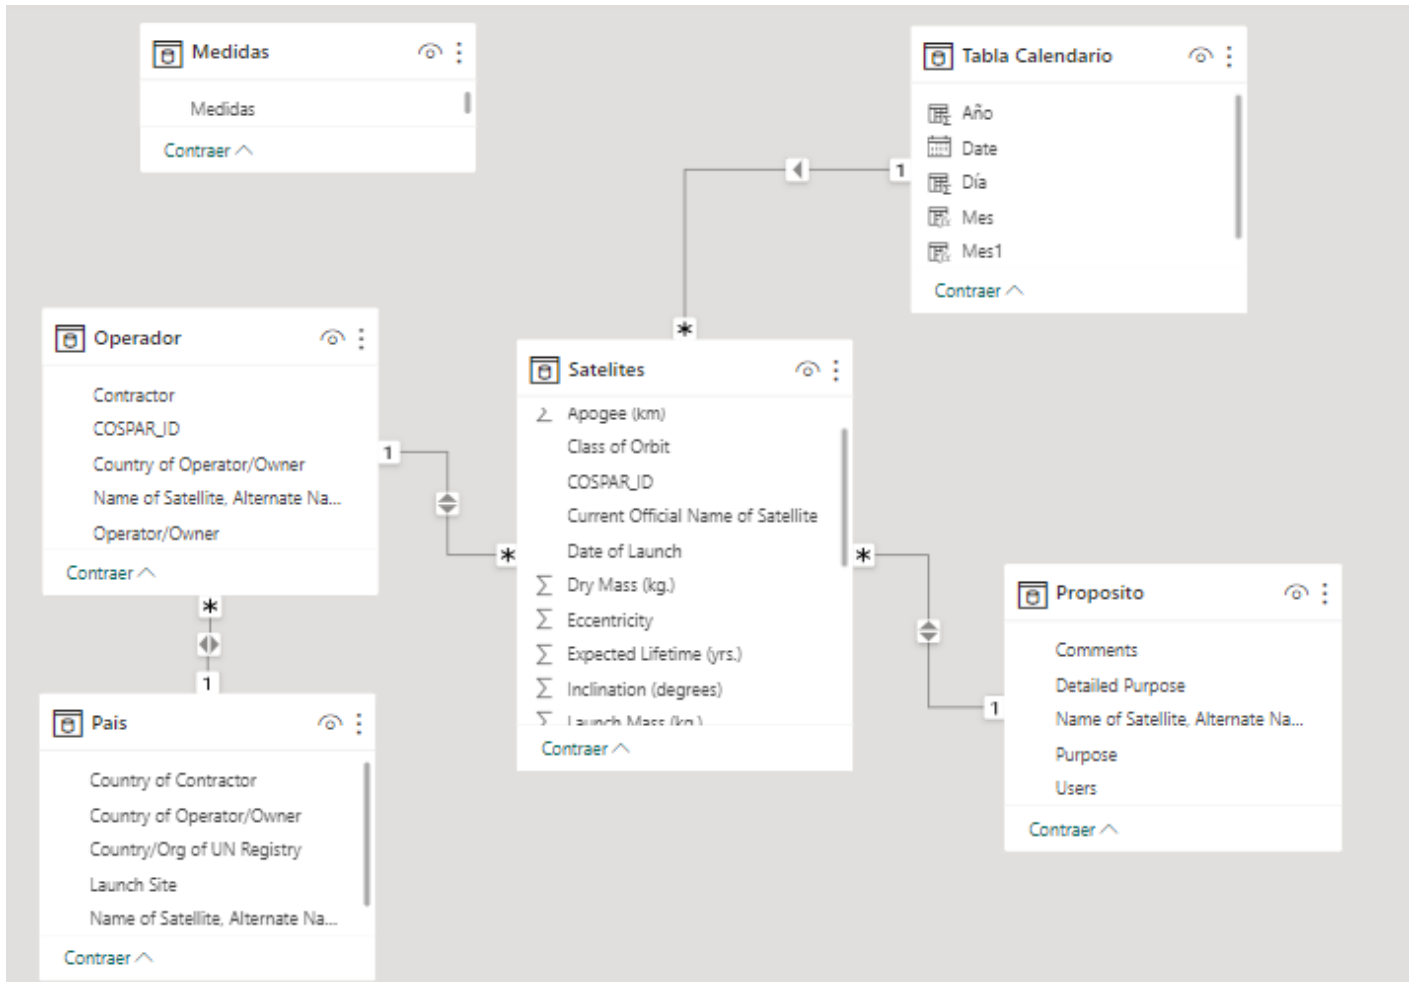 Medidas
Medidas
Contraer
Tabla Calendario
Año
Date
Día
Mes
Mes1
Contraer
1
*
Operador
Contractor
COSPAR_ID
Country of Operator/Owner
Name of Satellite, Alternate Na...
Operator/Owner
Contraer
1
*
*
1
Satelites
Apogee (km)
Class of Orbit
COSPAR_ID
Current Official Name of Satellite
Date of Launch
Dry Mass (kg.)
Eccentricity
Expected Lifetime (yrs.)
Inclination (degrees)
Launch Mass (kg.)
Contraer
*
1
Proposito
Comments
Detailed Purpose
Name of Satellite, Alternate Na...
Purpose
Users
Contraer
Pais
Country of Contractor
Country of Operator/Owner
Country/Org of UN Registry
Launch Site
Name of Satellite, Alternate Na...
Contraer